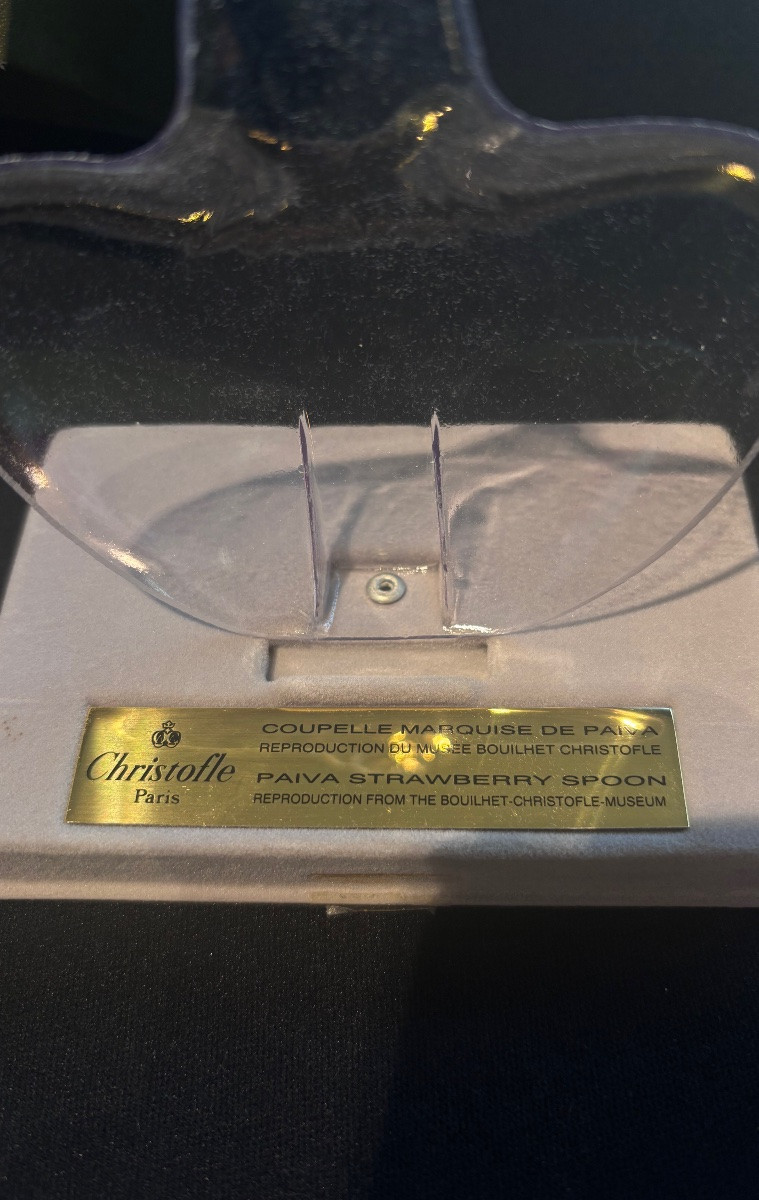 Christofle
Paris
COUPELLE MARQUISE DE PAIVA
REPRODUCTION DU MUSEE BOUILHET CHRISTOFLE
PAIVA STRAWBERRY SPOON
REPRODUCTION FROM THE BOUILHET-CHRISTOFLE-MUSEUM